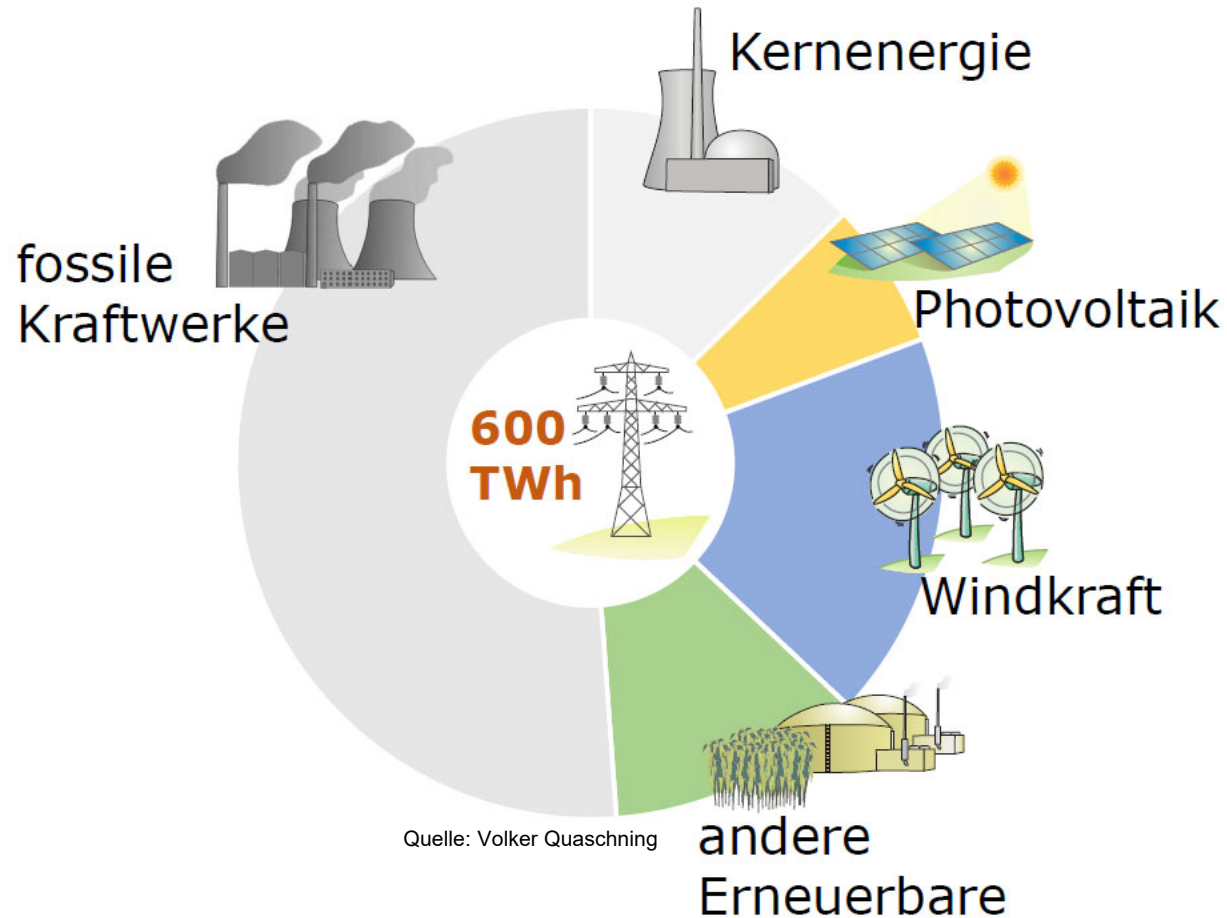 Kernenergie
fossile
Kraftwerke
Photovoltaik
600
TWh
Windkraft
Quelle: Volker Quaschning
andere
Erneuerbare